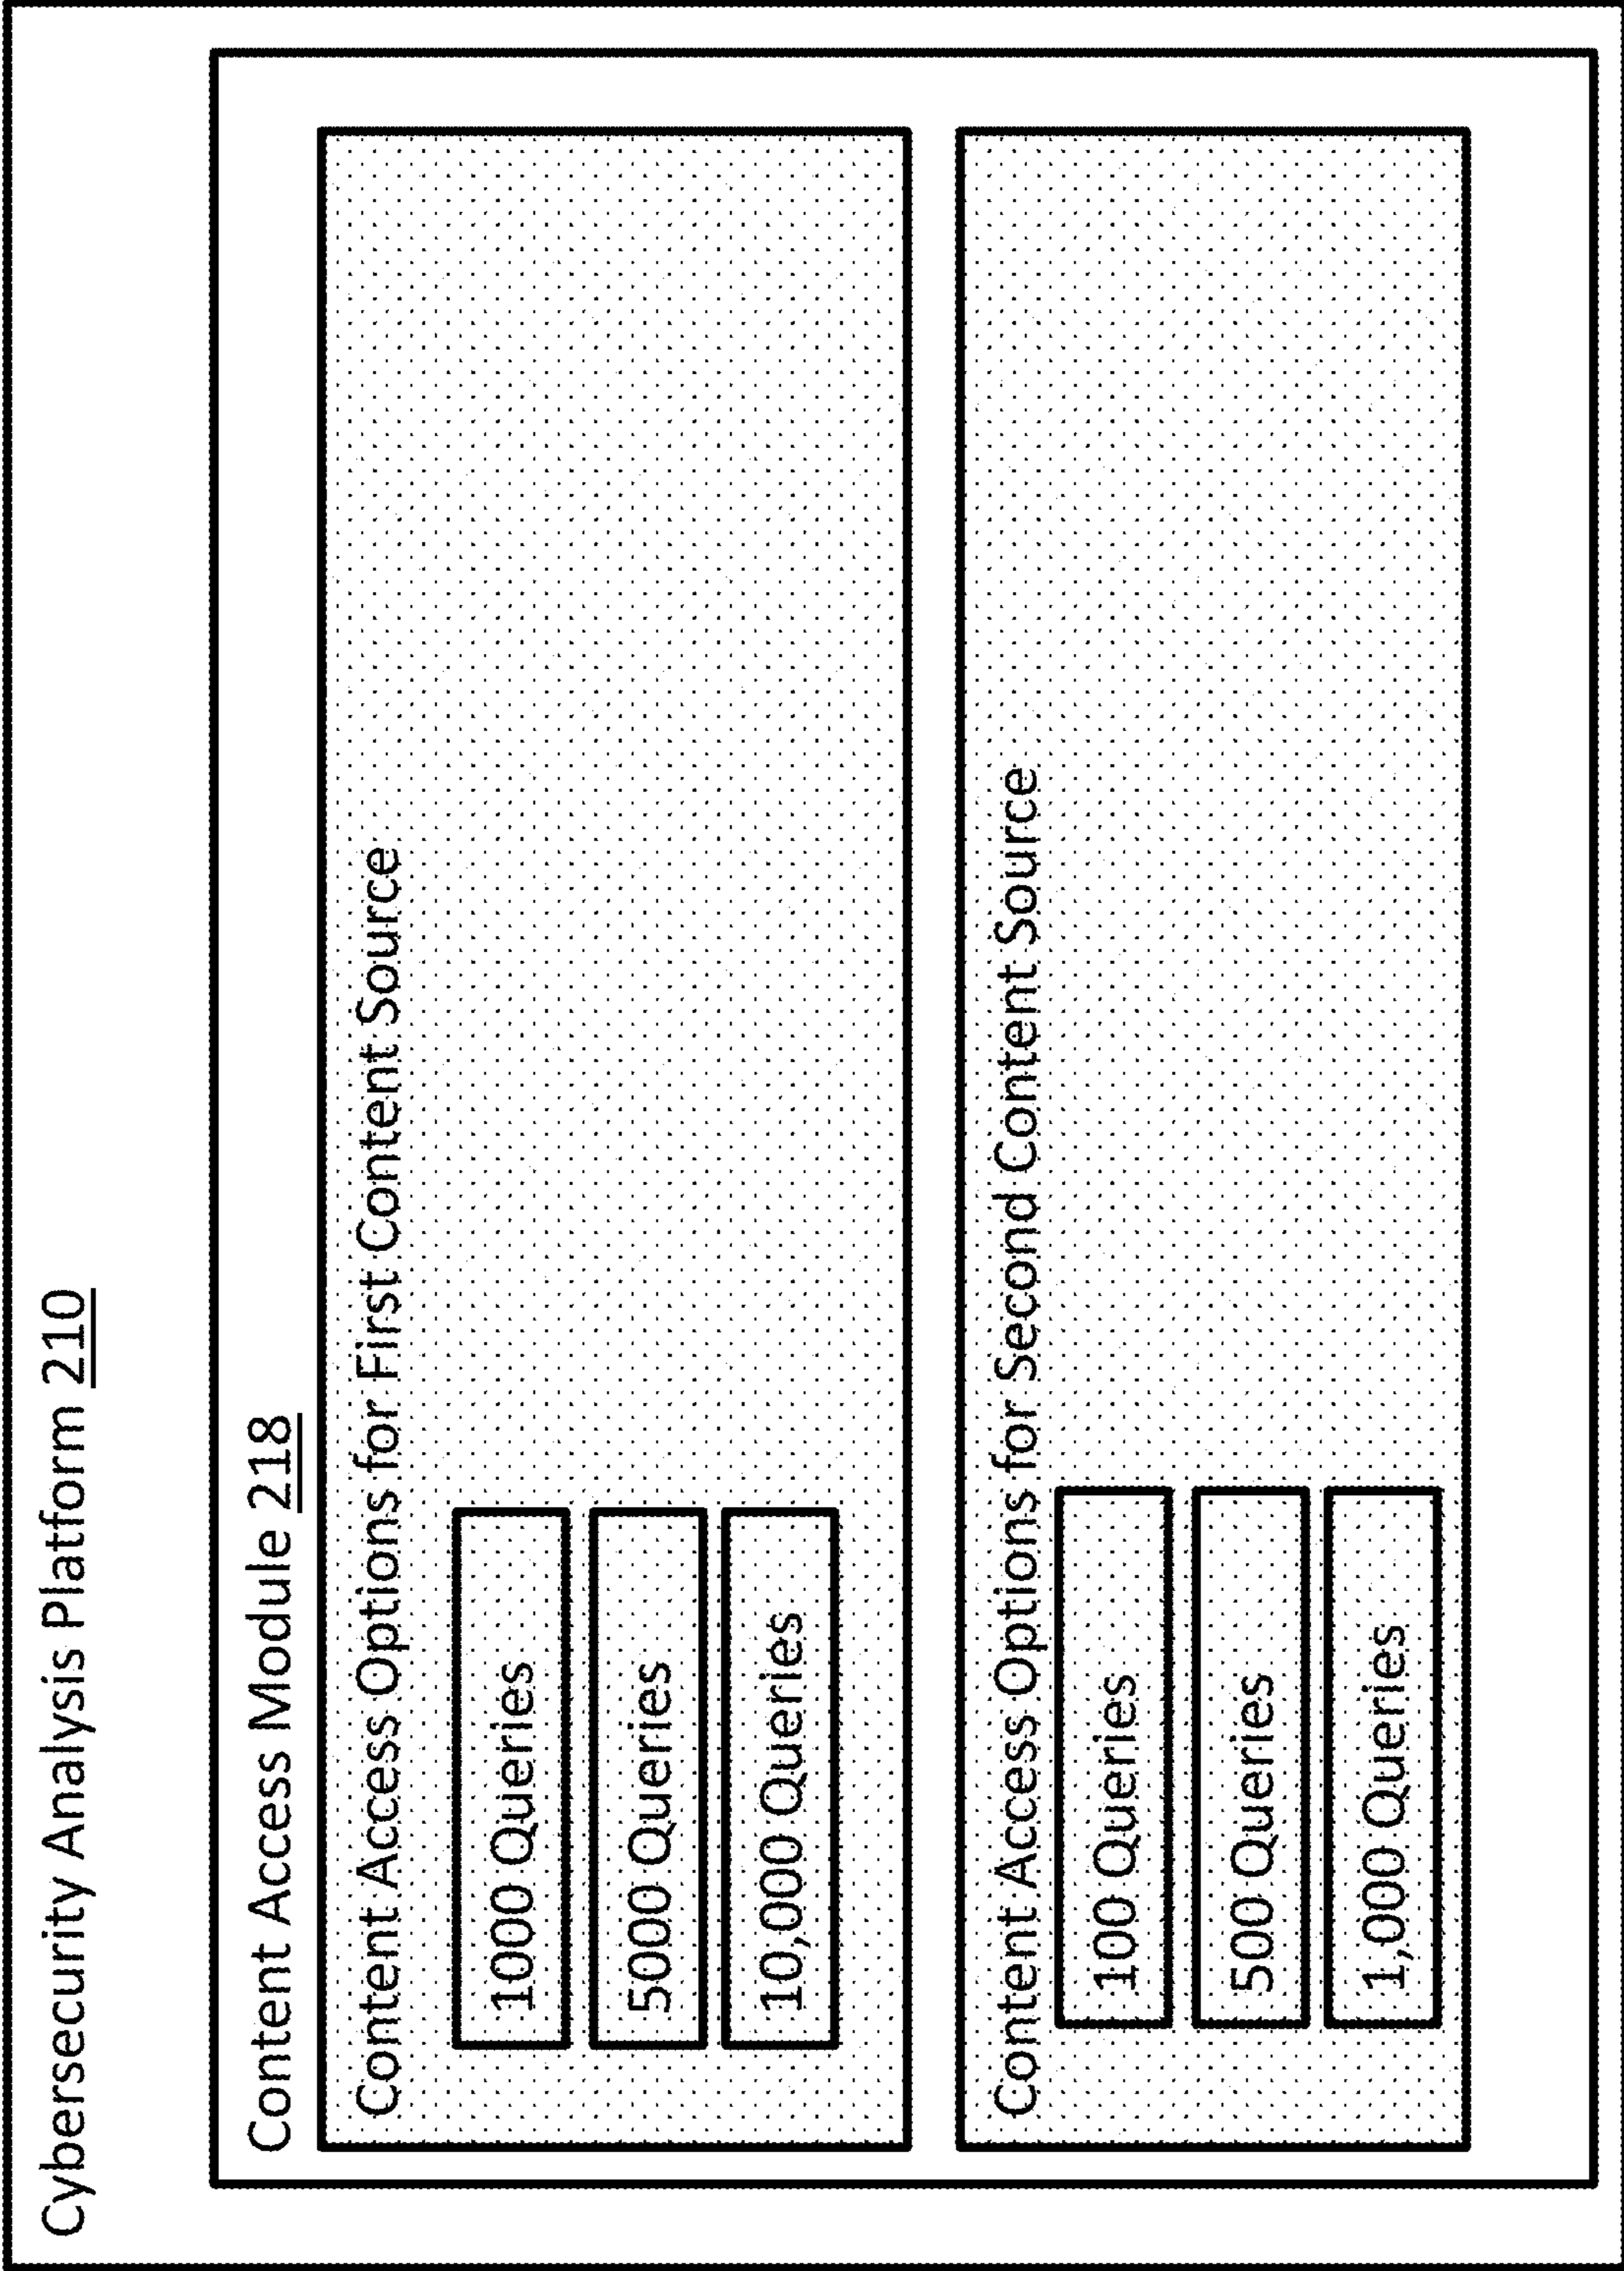 Cybersecurity Analysis Platform 210
Content Access Module 218
Content Access Options for First Content Source
1000 Queries
5000 Queries
10,000 Queries
Content Access Options for Second Content Source
100 Queries
500 Queries
1,000 Queries